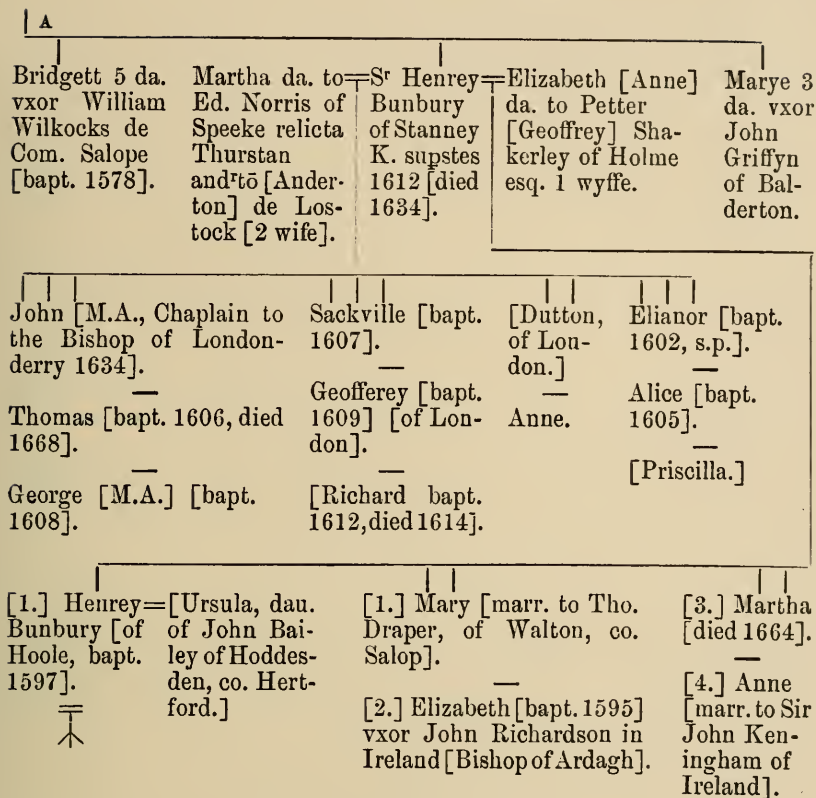 A
Bridgett 5 da.
vxor William
Wilkocks de
Com. Salope
[bapt. 1578].
Martha da. to
Ed. Norris of
Speeke relicta
Thurstan
andʳtō [Ander-
ton] de Los-
tock [2 wife].
Sʳ Henrey
Bunbury
of Stanney
K. supstes
1612 [died
1634].
Elizabeth [Anne]
da. to Petter
[Geoffrey] Sha-
kerley of Holme
esq. 1 wyffe.
Marye 3
da. vxor
John
Griffyn
of Bal-
derton.
John [M.A., Chaplain to
the Bishop of London-
derry 1634].
—
Thomas [bapt. 1606, died
1668].
—
George [M.A.] [bapt.
1608].
Sackville [bapt.
1607].
—
Geofferey [bapt.
1609] [of Lon-
don].
—
[Richard bapt.
1612, died 1614].
[Dutton,
of Lon-
don.]
—
Anne.
Elianor [bapt.
1602, s.p.].
—
Alice [bapt.
1605].
—
[Priscilla.]
[1.] Henrey=
Bunbury [of
Hoole, bapt.
1597].
[Ursula, dau.
of John Bai-
ley of Hoddes-
den, co. Hert-
ford.]
[1.] Mary [marr. to Tho.
Draper, of Walton, co.
Salop].
—
[2.] Elizabeth [bapt. 1595]
vxor John Richardson in
Ireland [Bishop of Ardagh].
[3.] Martha
[died 1664].
—
[4.] Anne
[marr. to Sir
John Ken-
ingham of
Ireland].